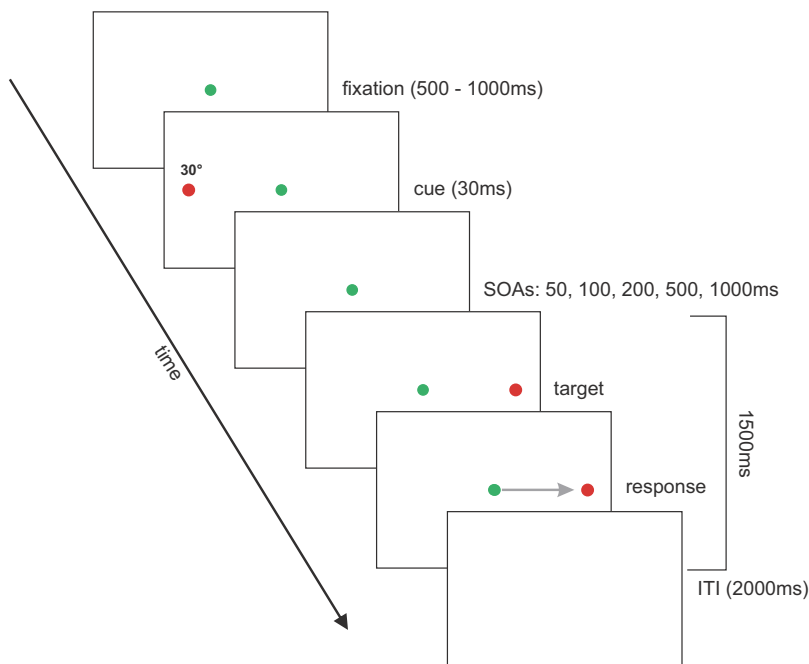 fixation (500 - 1000ms)
30°
cue (30ms)
SOAs: 50, 100, 200, 500, 1000ms
time
target
1500ms
response
ITI (2000ms)